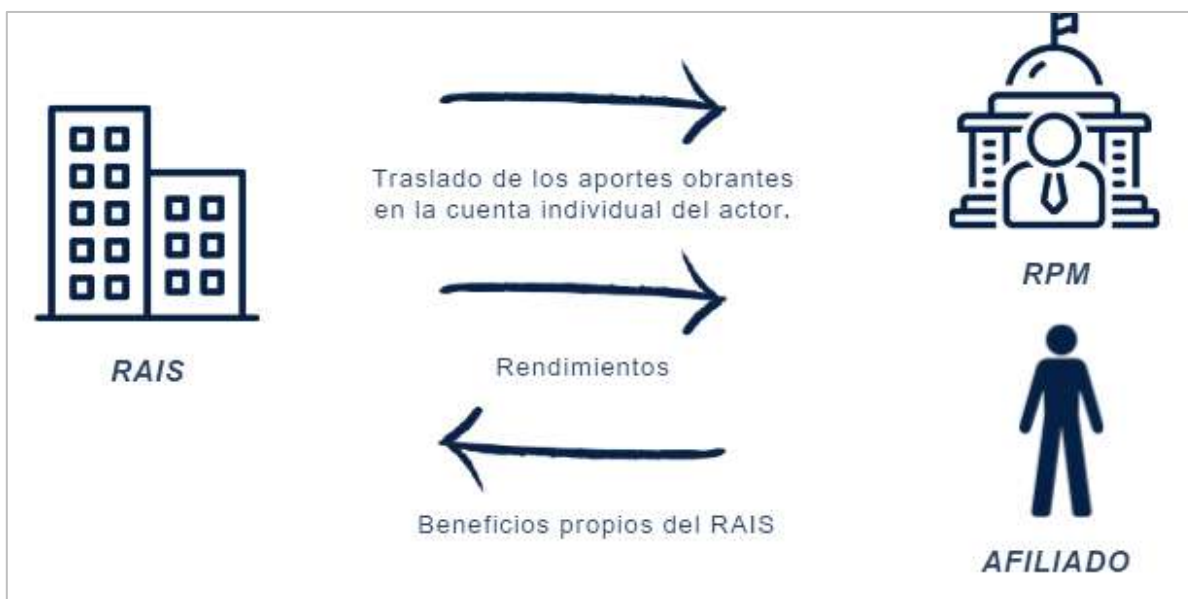 Traslado de los aportes obrantes
en la cuenta individual del actor.
RPM
RAIS
Rendimientos
Beneficios propios del RAIS
AFILIADO